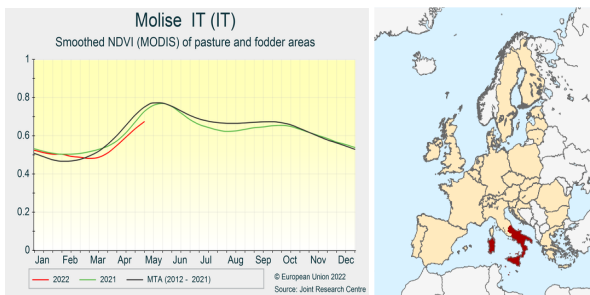 Molise IT (IT)
Smoothed NDVI (MODIS) of pasture and fodder areas
1
0.8
0.6
0.4
0.2
0
Jan Feb Mar Apr May Jun Jul Aug Sep Oct Nov Dec
2022 2021 MTA (2012 - 2021)
© European Union 2022
Source: Joint Research Centre